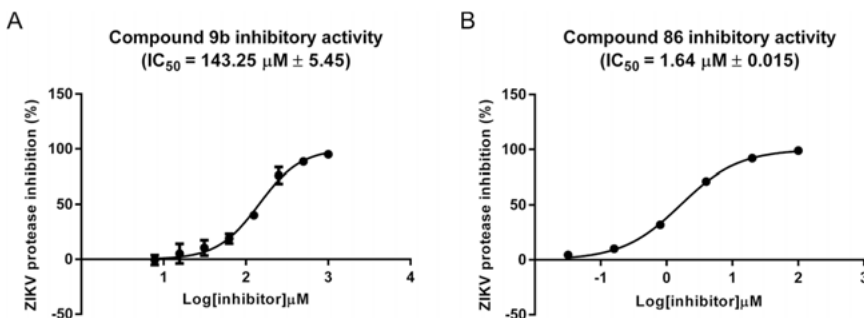 A
Compound 9b inhibitory activity
(IC50 = 143.25 μM ± 5.45)
ZIKV protease inhibition (%)
150
100
50
0
-50
1
2
3
4
Log[inhibitor]μM
B
Compound 86 inhibitory activity
(IC50 = 1.64 μM ± 0.015)
ZIKV protease inhibition (%)
150
100
50
0
-50
-1
0
1
2
3
Log[inhibitor]μM